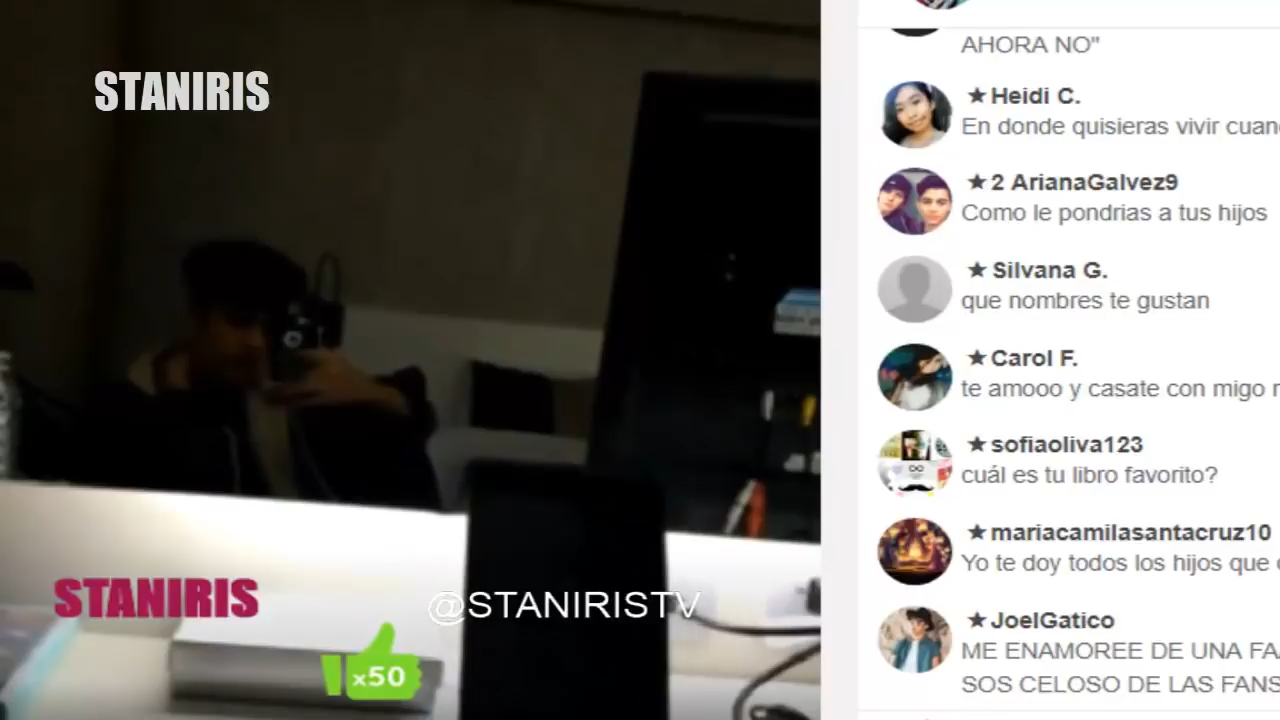 STANIRIS
AHORA NO"
★Heidi C.
En donde quisieras vivir cuan
★2 ArianaGalvez9
Como le pondrias a tus hijos
★ Silvana G.
que nombres te gustan
★Carol F.
te amooo y casate con migo
★sofiaoliva123
cuál es tu libro favorito?
★mariacamilasantacruz10
Yo te doy todos los hijos que
★JoelGatico
ME ENAMOREE DE UNA FA
SOS CELOSO DE LAS FANS
STANIRIS
@STANIRISTV
x50